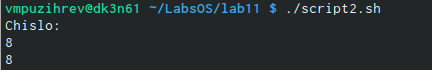 vmpuzihrev@dk3n61 ~/LabsOS/lab11 $ ./script2.sh
Chislo:
8
8